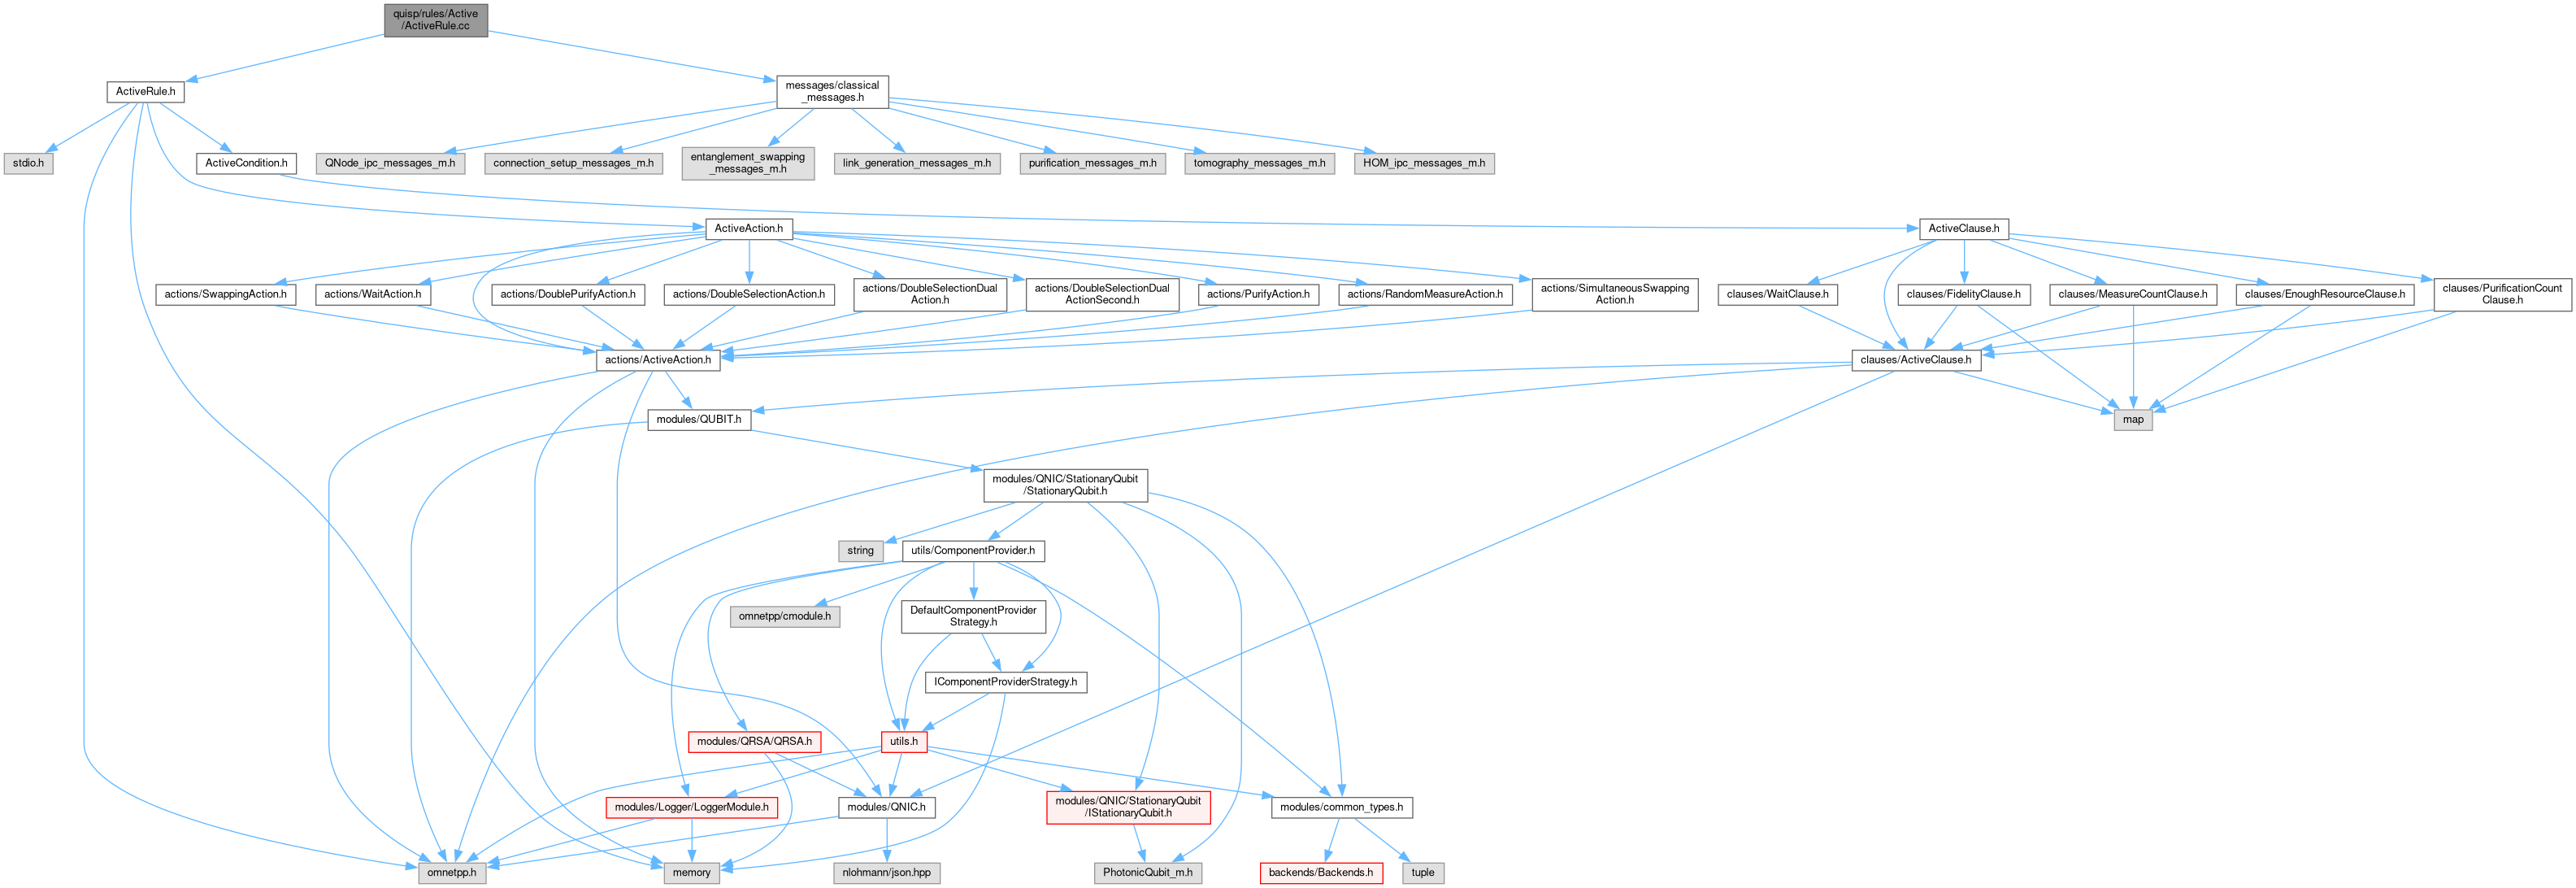 quisp/rules/Active
/ActiveRule.cc
ActiveRule.h
messages/classical
_messages.h
stdio.h
ActiveCondition.h
QNode_ipc_messages_m.h
connection_setup_messages_m.h
entanglement_swapping
_messages_m.h
link_generation_messages_m.h
purification_messages_m.h
tomography_messages_m.h
HOM_ipc_messages_m.h
ActiveAction.h
ActiveClause.h
actions/SwappingAction.h
actions/WaitAction.h
actions/DoublePurifyAction.h
actions/DoubleSelectionAction.h
actions/DoubleSelectionDual
Action.h
actions/DoubleSelectionDual
ActionSecond.h
actions/PurifyAction.h
actions/RandomMeasureAction.h
actions/SimultaneousSwapping
Action.h
clauses/WaitClause.h
clauses/FidelityClause.h
clauses/MeasureCountClause.h
clauses/EnoughResourceClause.h
clauses/PurificationCount
Clause.h
actions/ActiveAction.h
clauses/ActiveClause.h
modules/QUBIT.h
map
modules/QNIC/StationaryQubit
/StationaryQubit.h
string
utils/ComponentProvider.h
omnetpp/cmodule.h
DefaultComponentProvider
Strategy.h
IComponentProviderStrategy.h
modules/QRSA/QRSA.h
utils.h
modules/Logger/LoggerModule.h
modules/QNIC.h
modules/QNIC/StationaryQubit
/IStationaryQubit.h
modules/common_types.h
omnetpp.h
memory
nlohmann/json.hpp
PhotonicQubit_m.h
backends/Backends.h
tuple